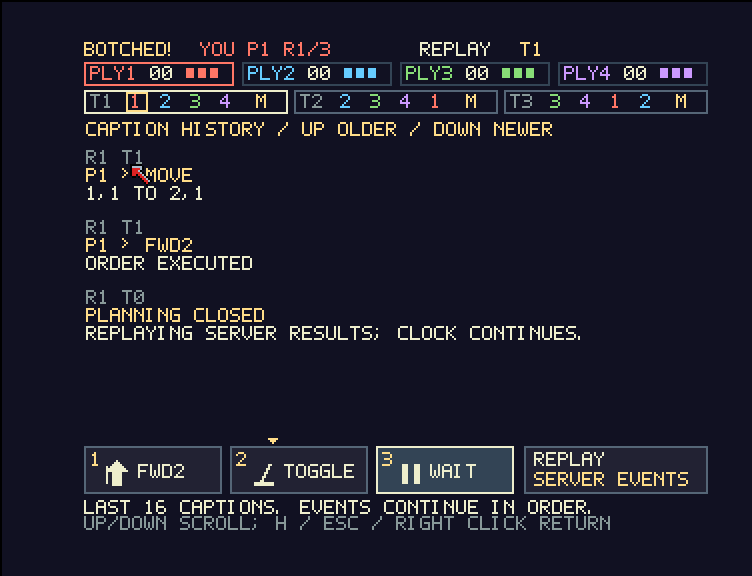 BOTCHED! YOU P1 R1/3 REPLAY T1
PLY1 00 PLY2 00 PLY3 00 PLY4 00
T1 1 2 3 4 M T2 2 3 4 1 M T3 3 4 1 2 M
CAPTION HISTORY / UP OLDER / DOWN NEWER
R1 T1
P1 > MOVE
1,1 TO 2,1
R1 T1
P1 > FWD2
ORDER EXECUTED
R1 T0
PLANNING CLOSED
REPLAYING SERVER RESULTS; CLOCK CONTINUES.
1 FWD2 2 TOGGLE 3 WAIT REPLAY
SERVER EVENTS
LAST 16 CAPTIONS. EVENTS CONTINUE IN ORDER.
UP/DOWN SCROLL; H / ESC / RIGHT CLICK RETURN